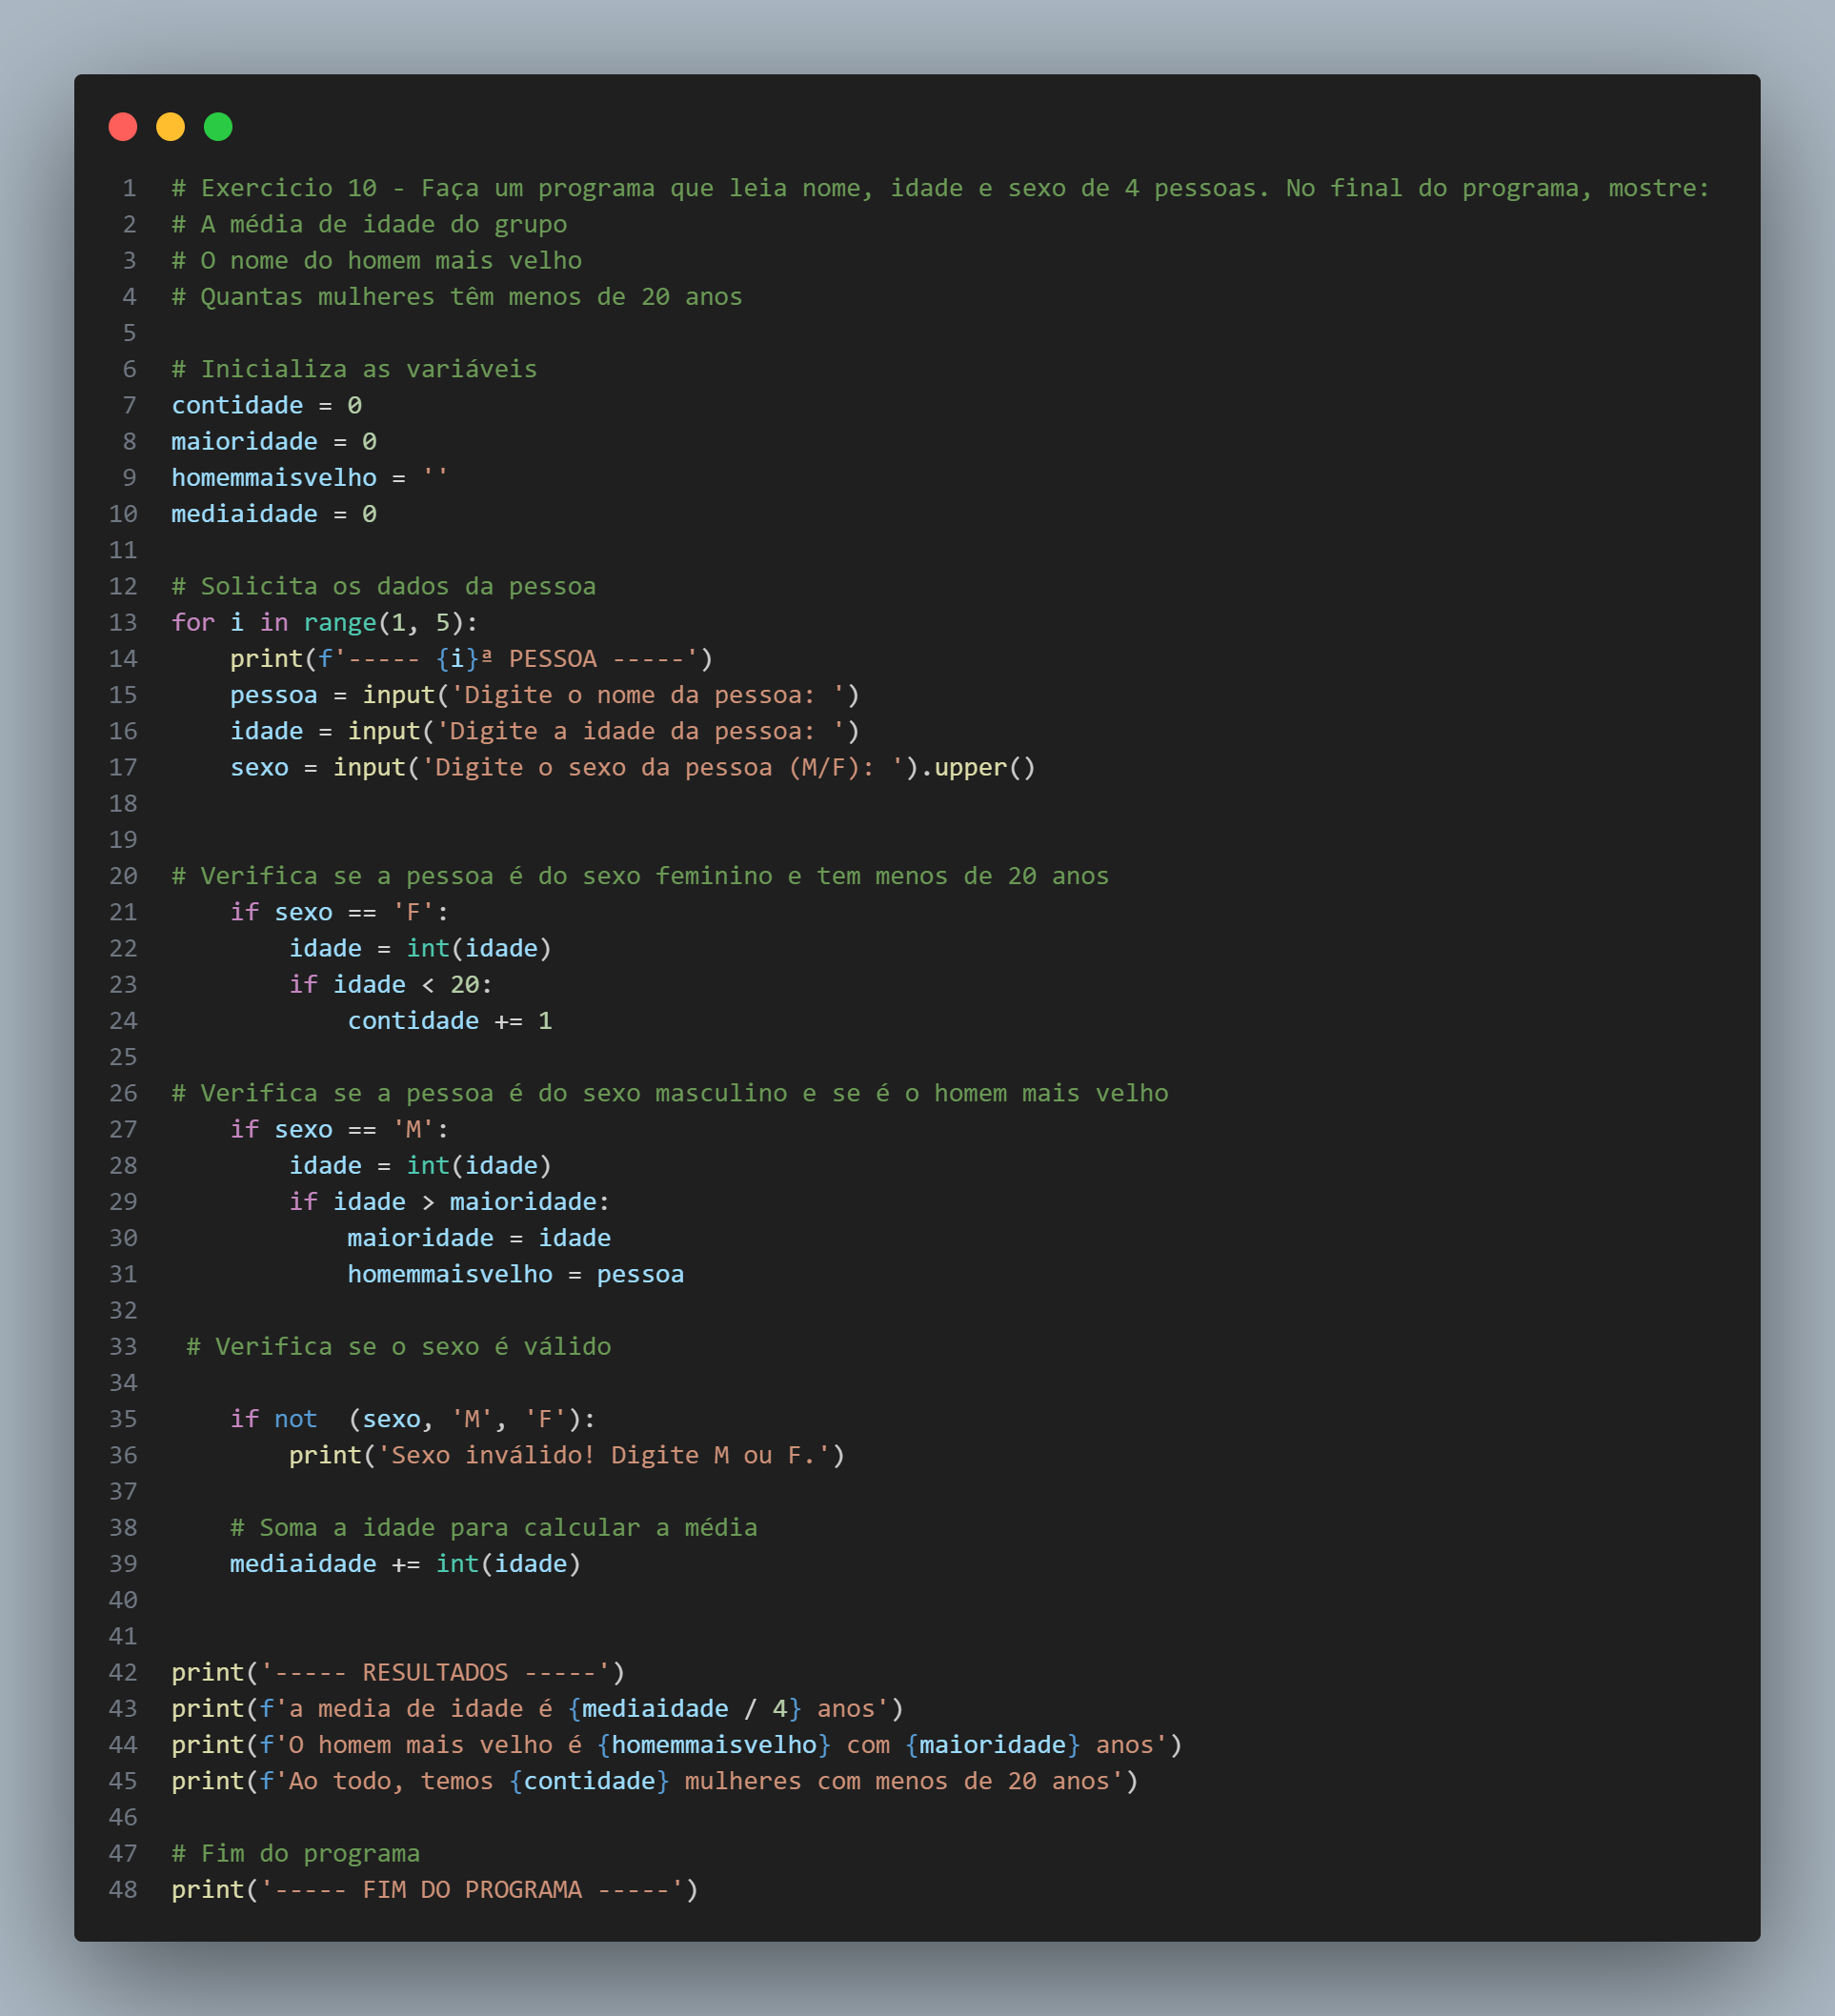 1 # Exercicio 10 - Faça um programa que leia nome, idade e sexo de 4 pessoas. No final do programa, mostre:
2 # A média de idade do grupo
3 # O nome do homem mais velho
4 # Quantas mulheres têm menos de 20 anos
5
6 # Inicializa as variáveis
7 contidade = 0
8 maioridade = 0
9 homemmaisvelho = ''
10 mediaidade = 0
11
12 # Solicita os dados da pessoa
13 for i in range(1, 5):
14     print(f'----- {i}ª PESSOA -----')
15     pessoa = input('Digite o nome da pessoa: ')
16     idade = input('Digite a idade da pessoa: ')
17     sexo = input('Digite o sexo da pessoa (M/F): ').upper()
18
19
20 # Verifica se a pessoa é do sexo feminino e tem menos de 20 anos
21     if sexo == 'F':
22         idade = int(idade)
23         if idade < 20:
24             contidade += 1
25
26 # Verifica se a pessoa é do sexo masculino e se é o homem mais velho
27     if sexo == 'M':
28         idade = int(idade)
29         if idade > maioridade:
30             maioridade = idade
31             homemmaisvelho = pessoa
32
33  # Verifica se o sexo é válido
34
35     if not  (sexo, 'M', 'F'):
36         print('Sexo inválido! Digite M ou F.')
37
38     # Soma a idade para calcular a média
39     mediaidade += int(idade)
40
41
42 print('----- RESULTADOS -----')
43 print(f'a media de idade é {mediaidade / 4} anos')
44 print(f'O homem mais velho é {homemmaisvelho} com {maioridade} anos')
45 print(f'Ao todo, temos {contidade} mulheres com menos de 20 anos')
46
47 # Fim do programa
48 print('----- FIM DO PROGRAMA -----')